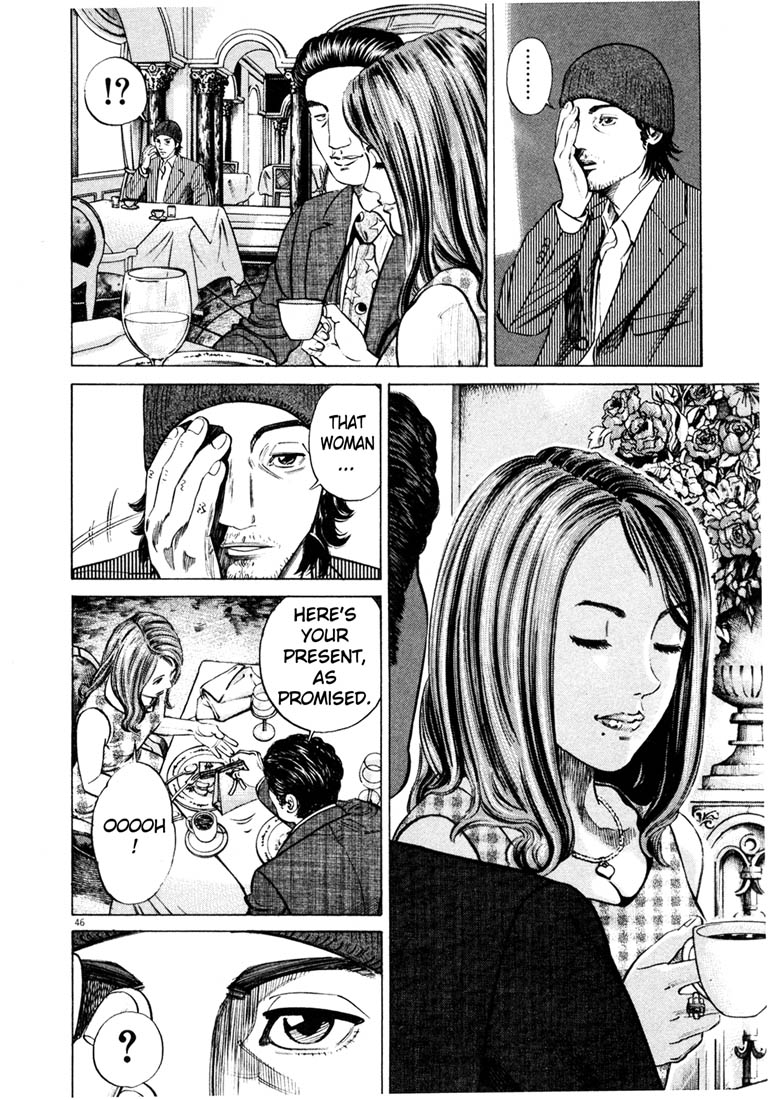 ........
!?
THAT
WOMAN
...
HERE'S
YOUR
PRESENT,
AS
PROMISED.
OOOOH
!
46
?